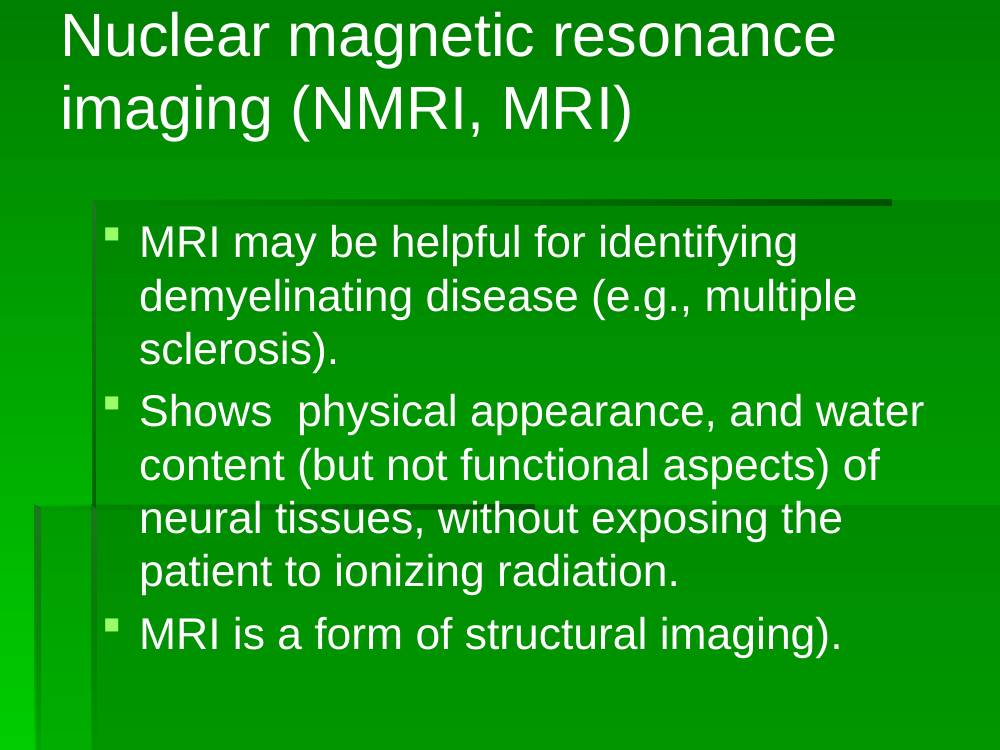 Nuclear magnetic resonance
imaging (NMRI, MRI)
MRI may be helpful for identifying
demyelinating disease (e.g., multiple
sclerosis).
Shows  physical appearance, and water
content (but not functional aspects) of
neural tissues, without exposing the
patient to ionizing radiation.
MRI is a form of structural imaging).